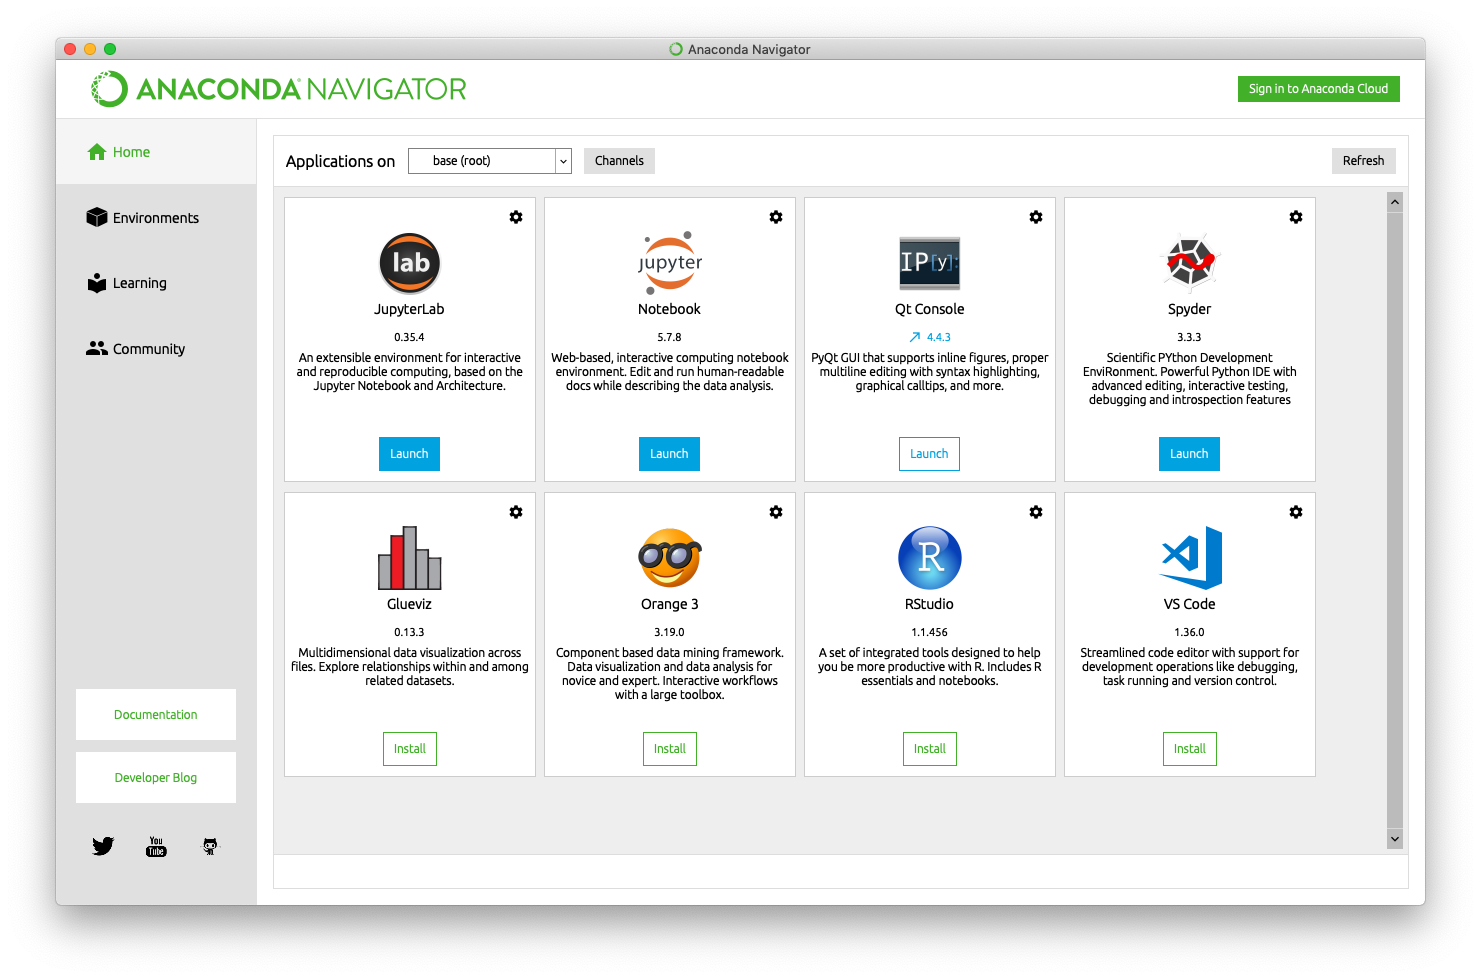 Anaconda Navigator
ANACONDA NAVIGATOR
Sign in to Anaconda Cloud
Home
Environments
Learning
Community
Documentation
Developer Blog
You
Tube
Applications on
base (root)
Channels
Refresh
lab
JupyterLab
0.35.4
An extensible environment for interactive
and reproducible computing, based on the
Jupyter Notebook and Architecture.
Launch
jupyter
Notebook
5.7.8
Web-based, interactive computing notebook
environment. Edit and run human-readable
docs while describing the data analysis.
Launch
IP[y]:
Qt Console
4.4.3
PyQt GUI that supports inline figures, proper
multiline editing with syntax highlighting,
graphical calltips, and more.
Launch
Spyder
3.3.3
Scientific PYthon Development
EnviRonment. Powerful Python IDE with
advanced editing, interactive testing,
debugging and introspection features
Launch
Glueviz
0.13.3
Multidimensional data visualization across
files. Explore relationships within and among
related datasets.
Install
Orange 3
3.19.0
Component based data mining framework.
Data visualization and data analysis for
novice and expert. Interactive workflows
with a large toolbox.
Install
R
RStudio
1.1.456
A set of integrated tools designed to help
you be more productive with R. Includes R
essentials and notebooks.
Install
VS Code
1.36.0
Streamlined code editor with support for
development operations like debugging,
task running and version control.
Install